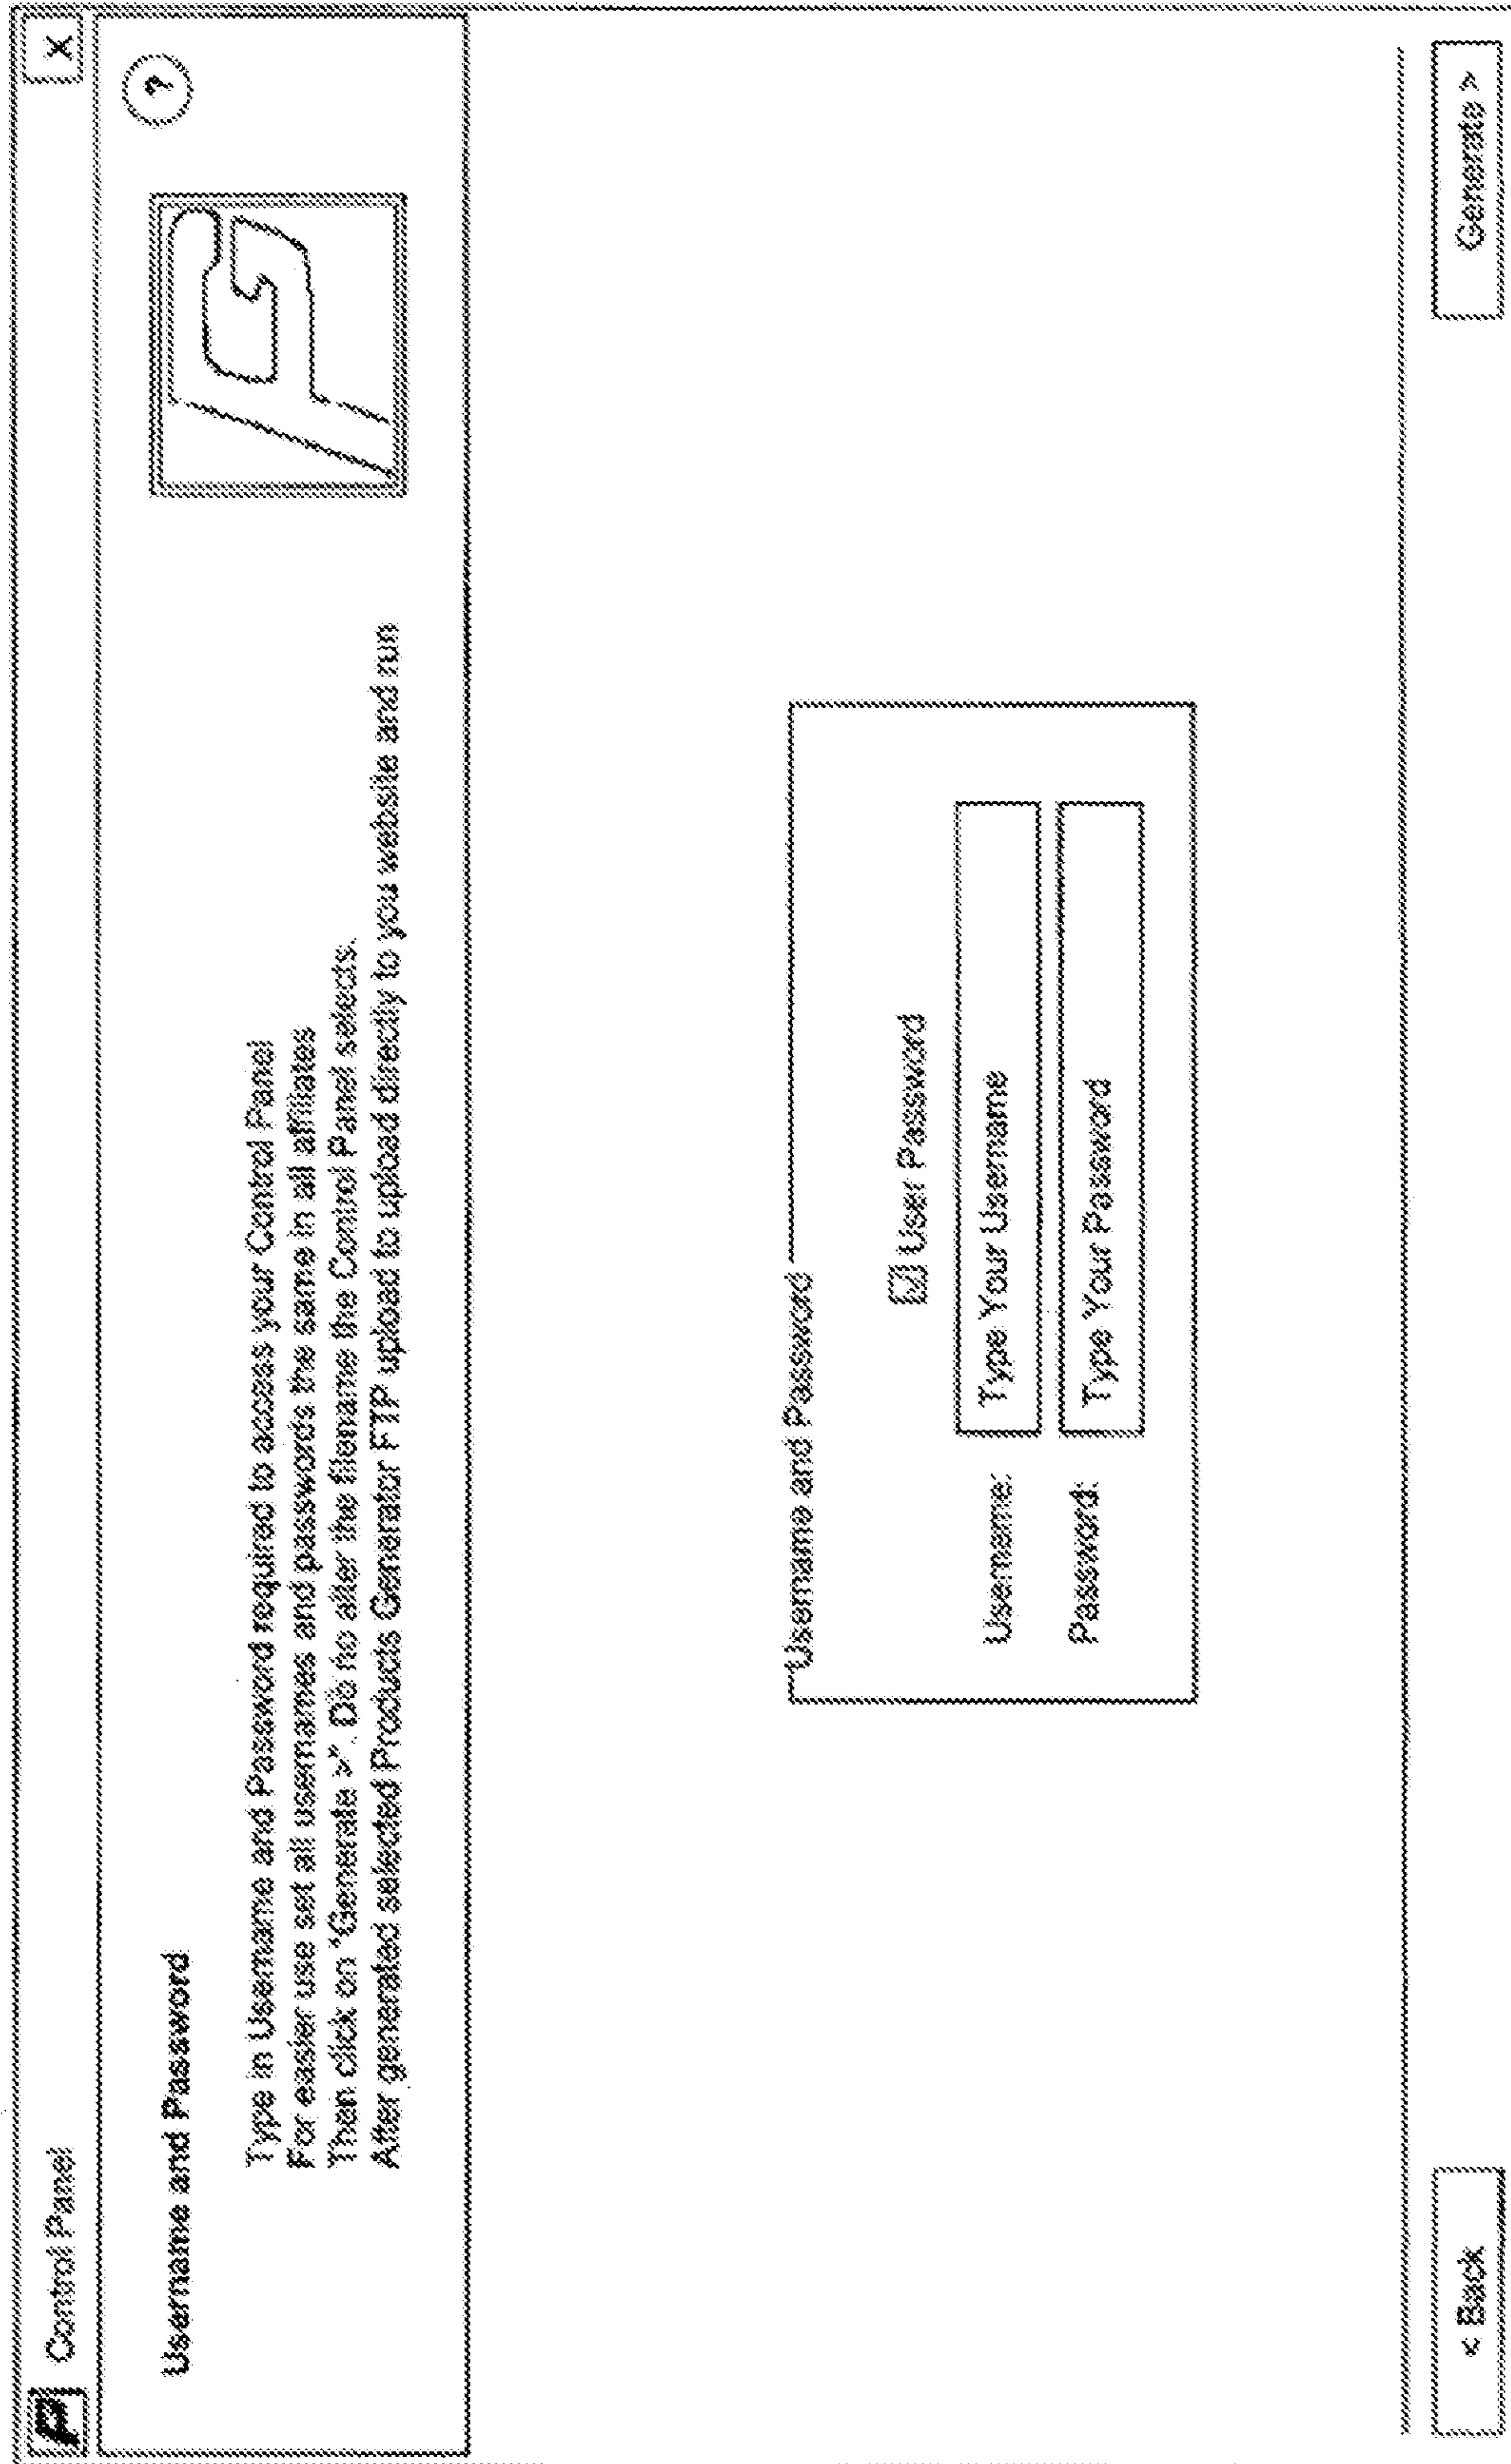 P Control Panel X
Username and Password ?
Type in Username and Password required to access your Control Panel
For easier use set all usernames and passwords the same in all affiliates
Then click on "Generate >". Do no alter the filename the Control Panel selects.
After generated selected Products Generator FTP upload to upload directly to you website and run
Username and Password
User Password
Username: Type Your Username
Password: Type Your Password
< Back Generate >